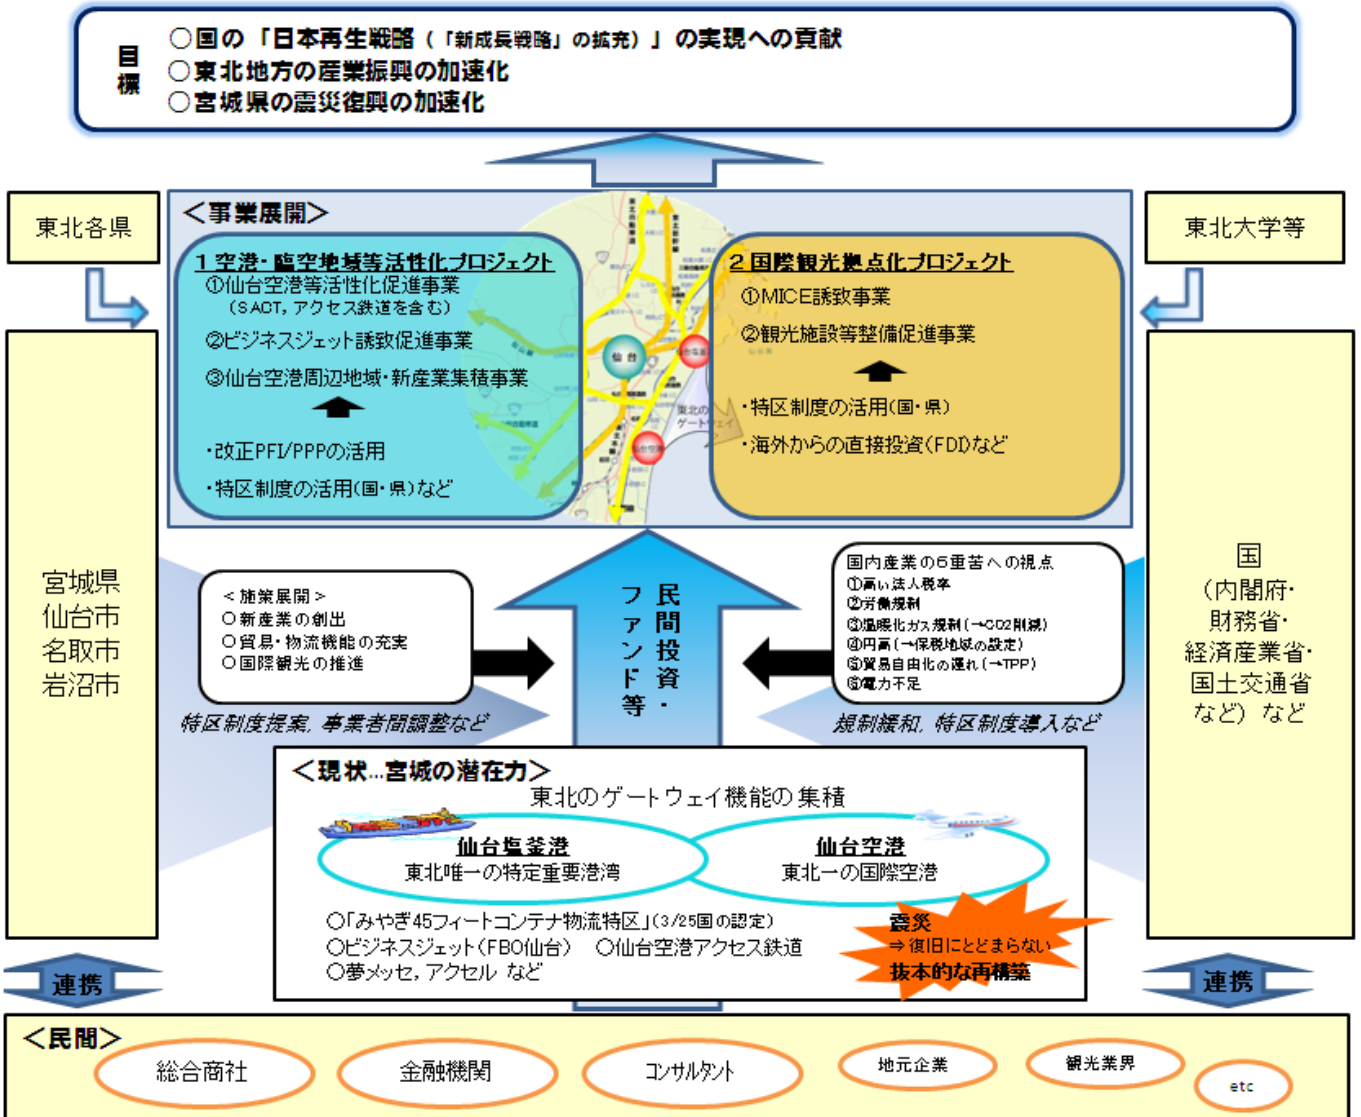 目標
○国の「日本再生戦略（「新成長戦略」の拡充）」の実現への貢献
○東北地方の産業振興の加速化
○宮城県の震災復興の加速化
東北各県
東北大学等
＜事業展開＞
1 空港・臨空地域等活性化プロジェクト
①仙台空港等活性化促進事業
（SACT，アクセス鉄道を含む）
②ビジネスジェット誘致促進事業
③仙台空港周辺地域・新産業集積事業
・改正PFI/PPPの活用
・特区制度の活用(国・県)など
仙台
仙台空港
東北の
ゲートウェイ
2 国際観光拠点化プロジェクト
①MICE誘致事業
②観光施設等整備促進事業
・特区制度の活用(国・県)
・海外からの直接投資(FDI)など
宮城県
仙台市
名取市
岩沼市
国
（内閣府・
財務省・
経済産業省・
国土交通省
など）など
＜施策展開＞
○新産業の創出
○貿易・物流機能の充実
○国際観光の推進
特区制度提案，事業者間調整など
民間投資・
ファンド等
国内産業の6重苦への視点
①高い法人税率
②労働規制
③温暖化ガス規制(→CO2削減)
④円高(→保税地域の設定)
⑤貿易自由化の遅れ(→TPP)
⑥電力不足
規制緩和，特区制度導入など
＜現状…宮城の潜在力＞
東北のゲートウェイ機能の集積
仙台塩釜港
東北唯一の特定重要港湾
仙台空港
東北一の国際空港
○「みやぎ45フィートコンテナ物流特区」(3/25国の認定)
○ビジネスジェット(FBO仙台)　○仙台空港アクセス鉄道
○夢メッセ，アクセル など
震災
⇒復旧にとどまらない
抜本的な再構築
連携
連携
＜民間＞
総合商社
金融機関
コンサルタント
地元企業
観光業界
etc